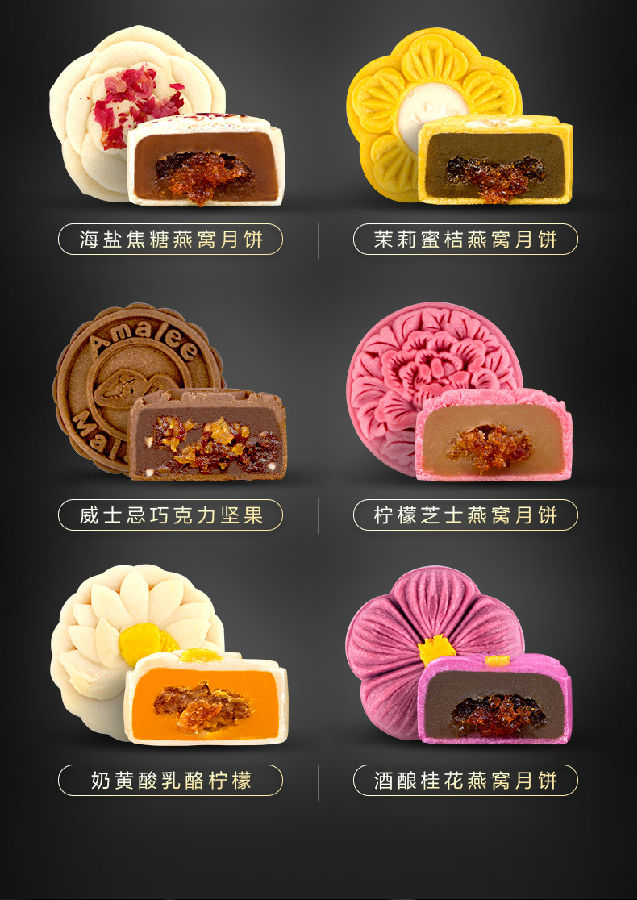 海盐焦糖燕窝月饼
茉莉蜜桔燕窝月饼
Amalee
威士忌巧克力坚果
柠檬芝士燕窝月饼
奶黄酸乳酪柠檬
酒酿桂花燕窝月饼